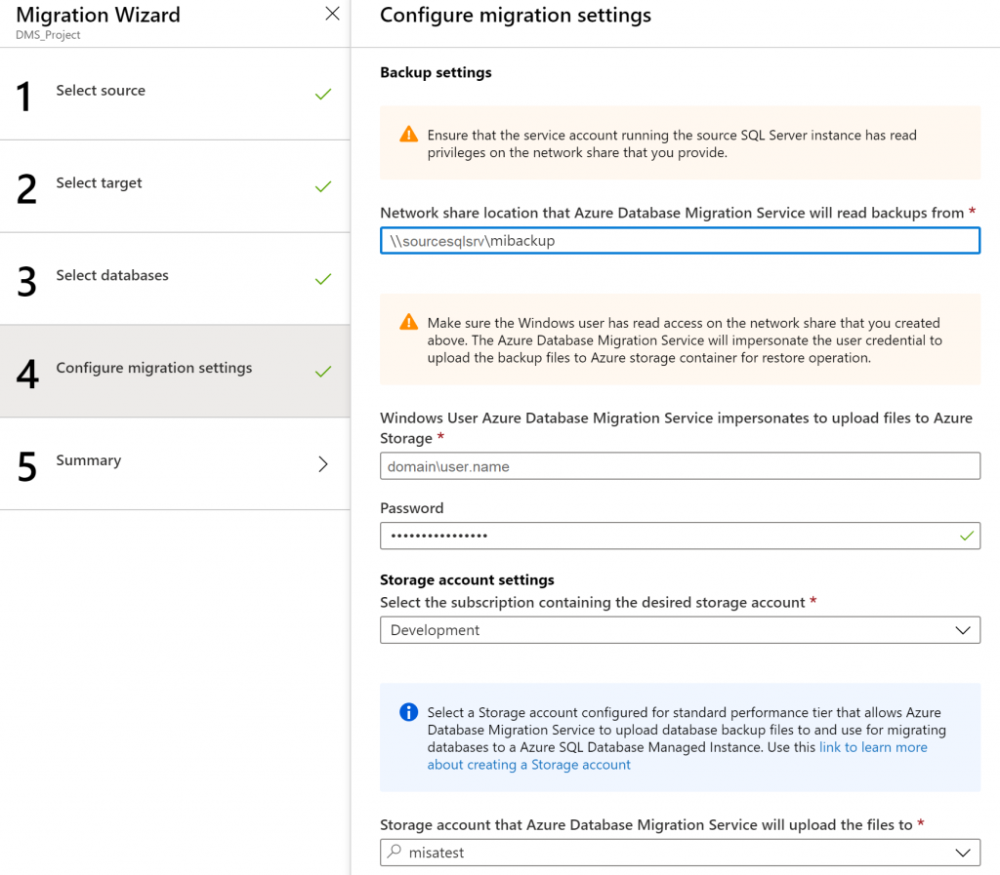 Migration Wizard
DMS_Project
1 Select source
2 Select target
3 Select databases
4 Configure migration settings
5 Summary
Configure migration settings
Backup settings
Ensure that the service account running the source SQL Server instance has read
privileges on the network share that you provide.
Network share location that Azure Database Migration Service will read backups from *
\\sourcesqlsrv\mibackup
Make sure the Windows user has read access on the network share that you created
above. The Azure Database Migration Service will impersonate the user credential to
upload the backup files to Azure storage container for restore operation.
Windows User Azure Database Migration Service impersonates to upload files to Azure
Storage *
domain\user.name
Password
••••••••••••••••
Storage account settings
Select the subscription containing the desired storage account *
Development
Select a Storage account configured for standard performance tier that allows Azure
Database Migration Service to upload database backup files to and use for migrating
databases to a Azure SQL Database Managed Instance. Use this link to learn more
about creating a Storage account
Storage account that Azure Database Migration Service will upload the files to *
misatest